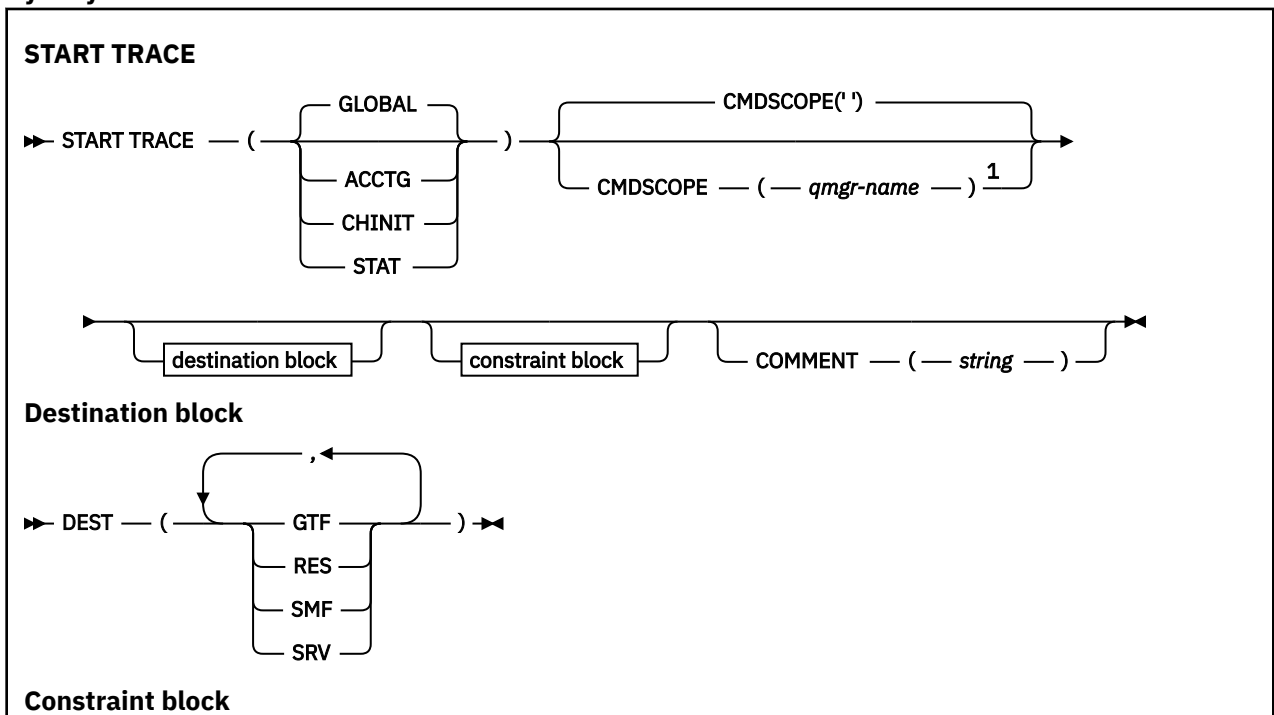 START TRACE
GLOBAL
CMDSCOPE(' ')
START TRACE ( )
ACCTG
CMDSCOPE ( qmgr-name ) 1
CHINIT
STAT
destination block
constraint block
COMMENT ( string )
Destination block
,
DEST ( GTF )
RES
SMF
SRV
Constraint block